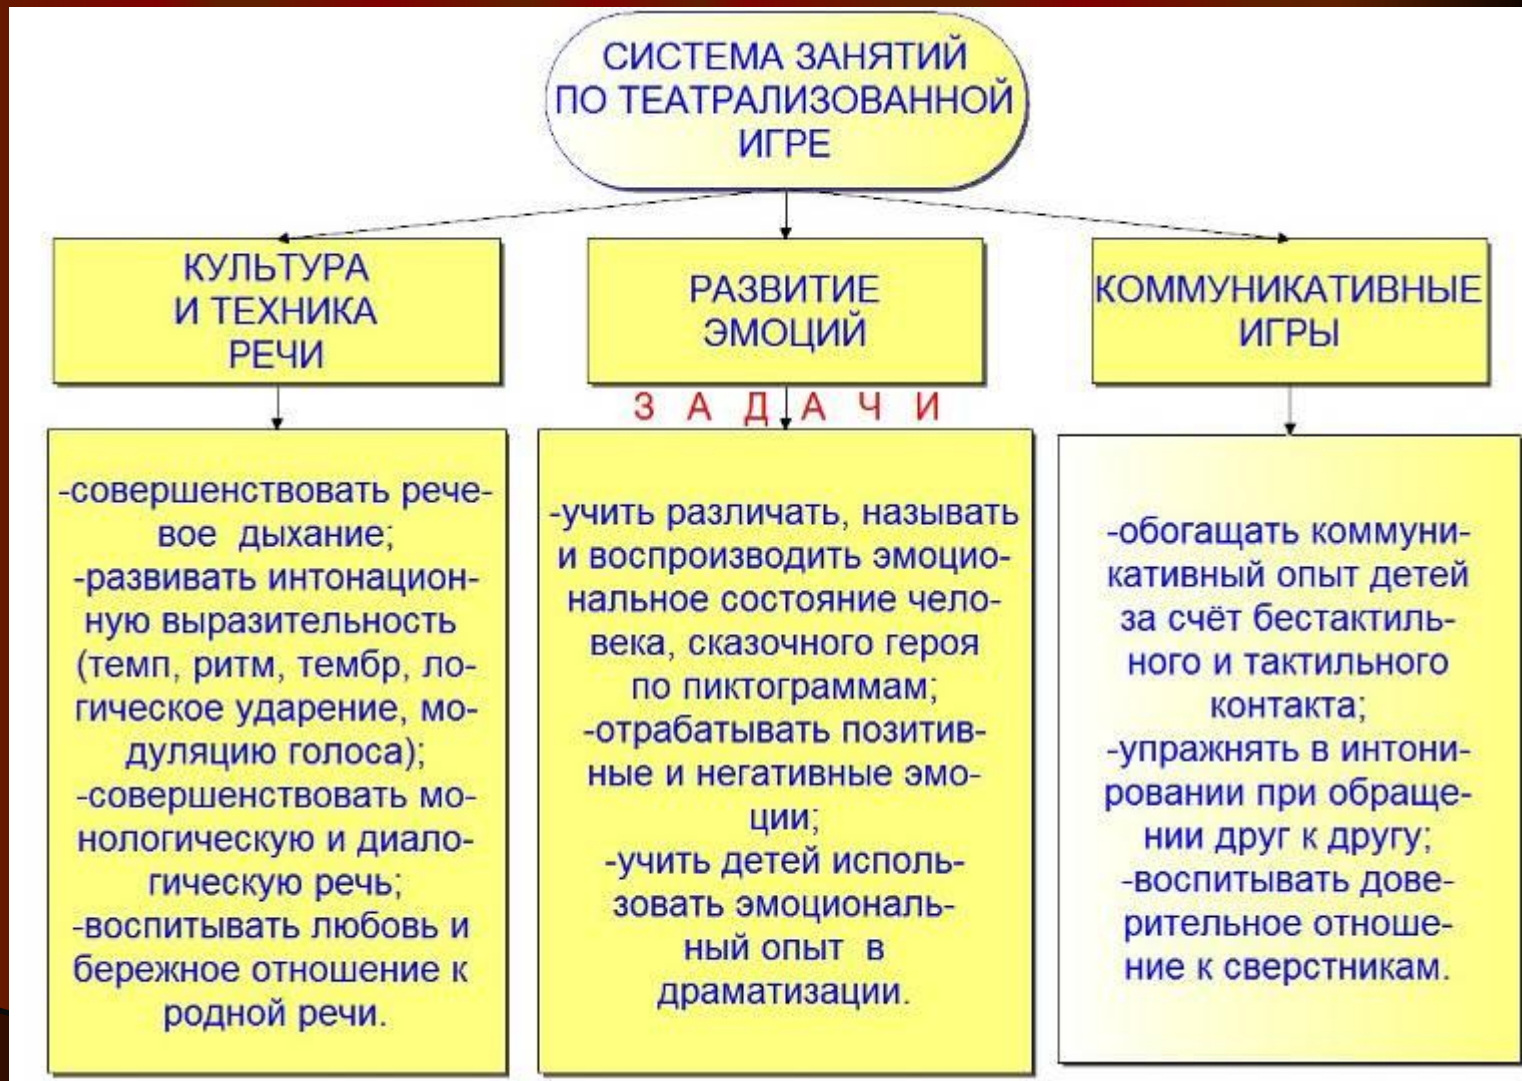 СИСТЕМА ЗАНЯТИЙ
ПО ТЕАТРАЛИЗОВАННОЙ
ИГРЕ
КУЛЬТУРА
И ТЕХНИКА
РЕЧИ
РАЗВИТИЕ
ЭМОЦИЙ
КОММУНИКАТИВНЫЕ
ИГРЫ
З А Д А Ч И
-совершенствовать рече-
вое дыхание;
-развивать интонацион-
ную выразительность
(темп, ритм, тембр, ло-
гическое ударение, мо-
дуляцию голоса);
-совершенствовать мо-
нологическую и диало-
гическую речь;
-воспитывать любовь и
бережное отношение к
родной речи.
-учить различать, называть
и воспроизводить эмоцио-
нальное состояние чело-
века, сказочного героя
по пиктограммам;
-отрабатывать позитив-
ные и негативные эмо-
ции;
-учить детей исполь-
зовать эмоциональ-
ный опыт в
драматизации.
-обогащать коммуни-
кативный опыт детей
за счёт бестактиль-
ного и тактильного
контакта;
-упражнять в интони-
ровании при обраще-
нии друг к другу;
-воспитывать дове-
рительное отноше-
ние к сверстникам.